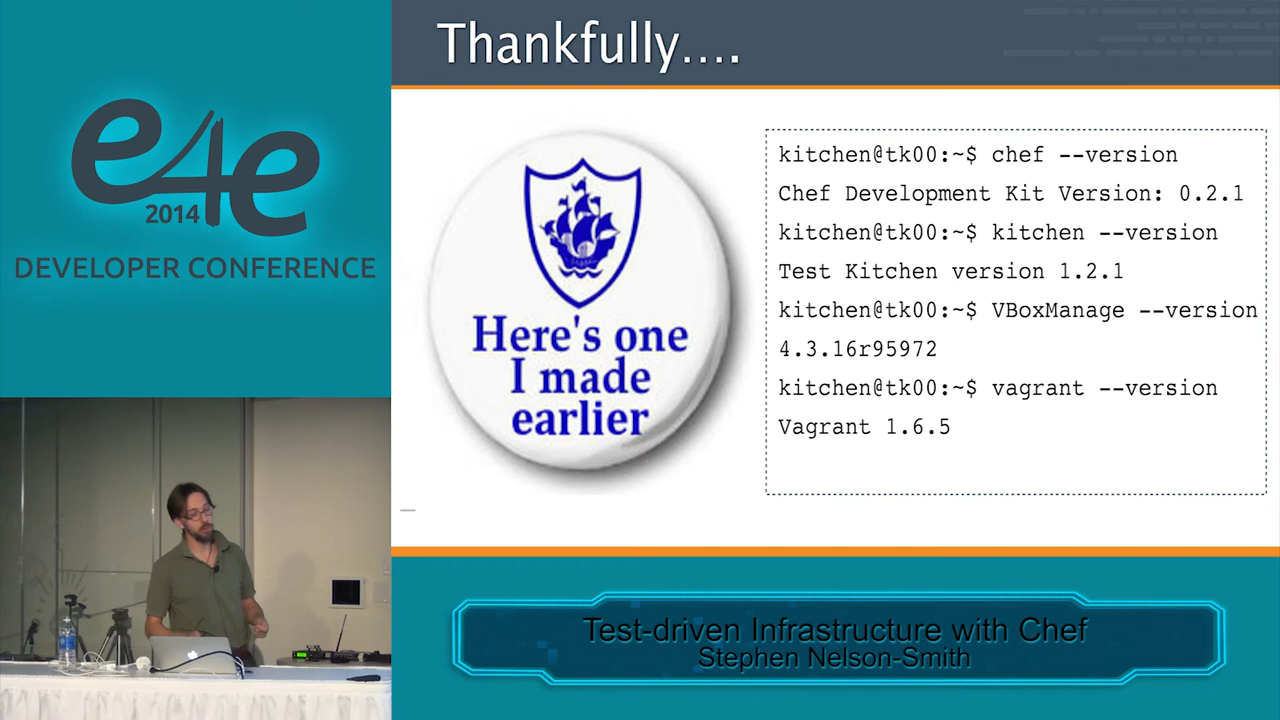 e4e
2014
DEVELOPER CONFERENCE
Thankfully....
Here's one
I made
earlier
kitchen@tk00:~$ chef --version
Chef Development Kit Version: 0.2.1
kitchen@tk00:~$ kitchen --version
Test Kitchen version 1.2.1
kitchen@tk00:~$ VBoxManage --version
4.3.16r95972
kitchen@tk00:~$ vagrant --version
Vagrant 1.6.5
Test-driven Infrastructure with Chef
Stephen Nelson-Smith